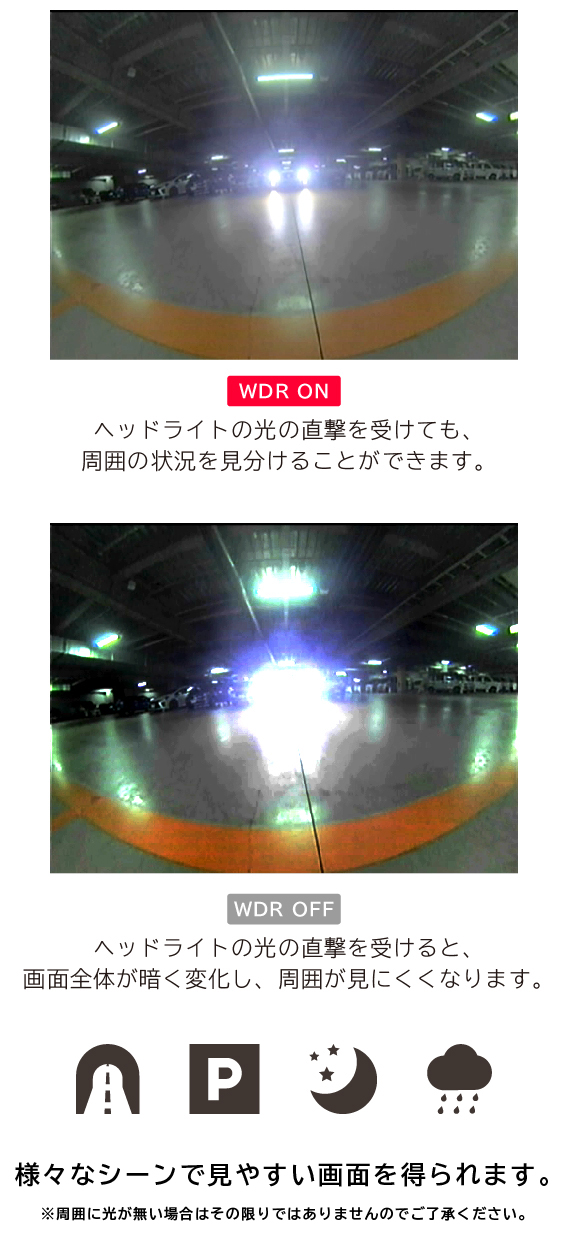 WDR ON
ヘッドライトの光の直撃を受けても、
周囲の状況を見分けることができます。
WDR OFF
ヘッドライトの光の直撃を受けると、
画面全体が暗く変化し、周囲が見にくくなります。
P
様々なシーンで見やすい画面を得られます。
※周囲に光が無い場合はその限りではありませんのでご了承ください。